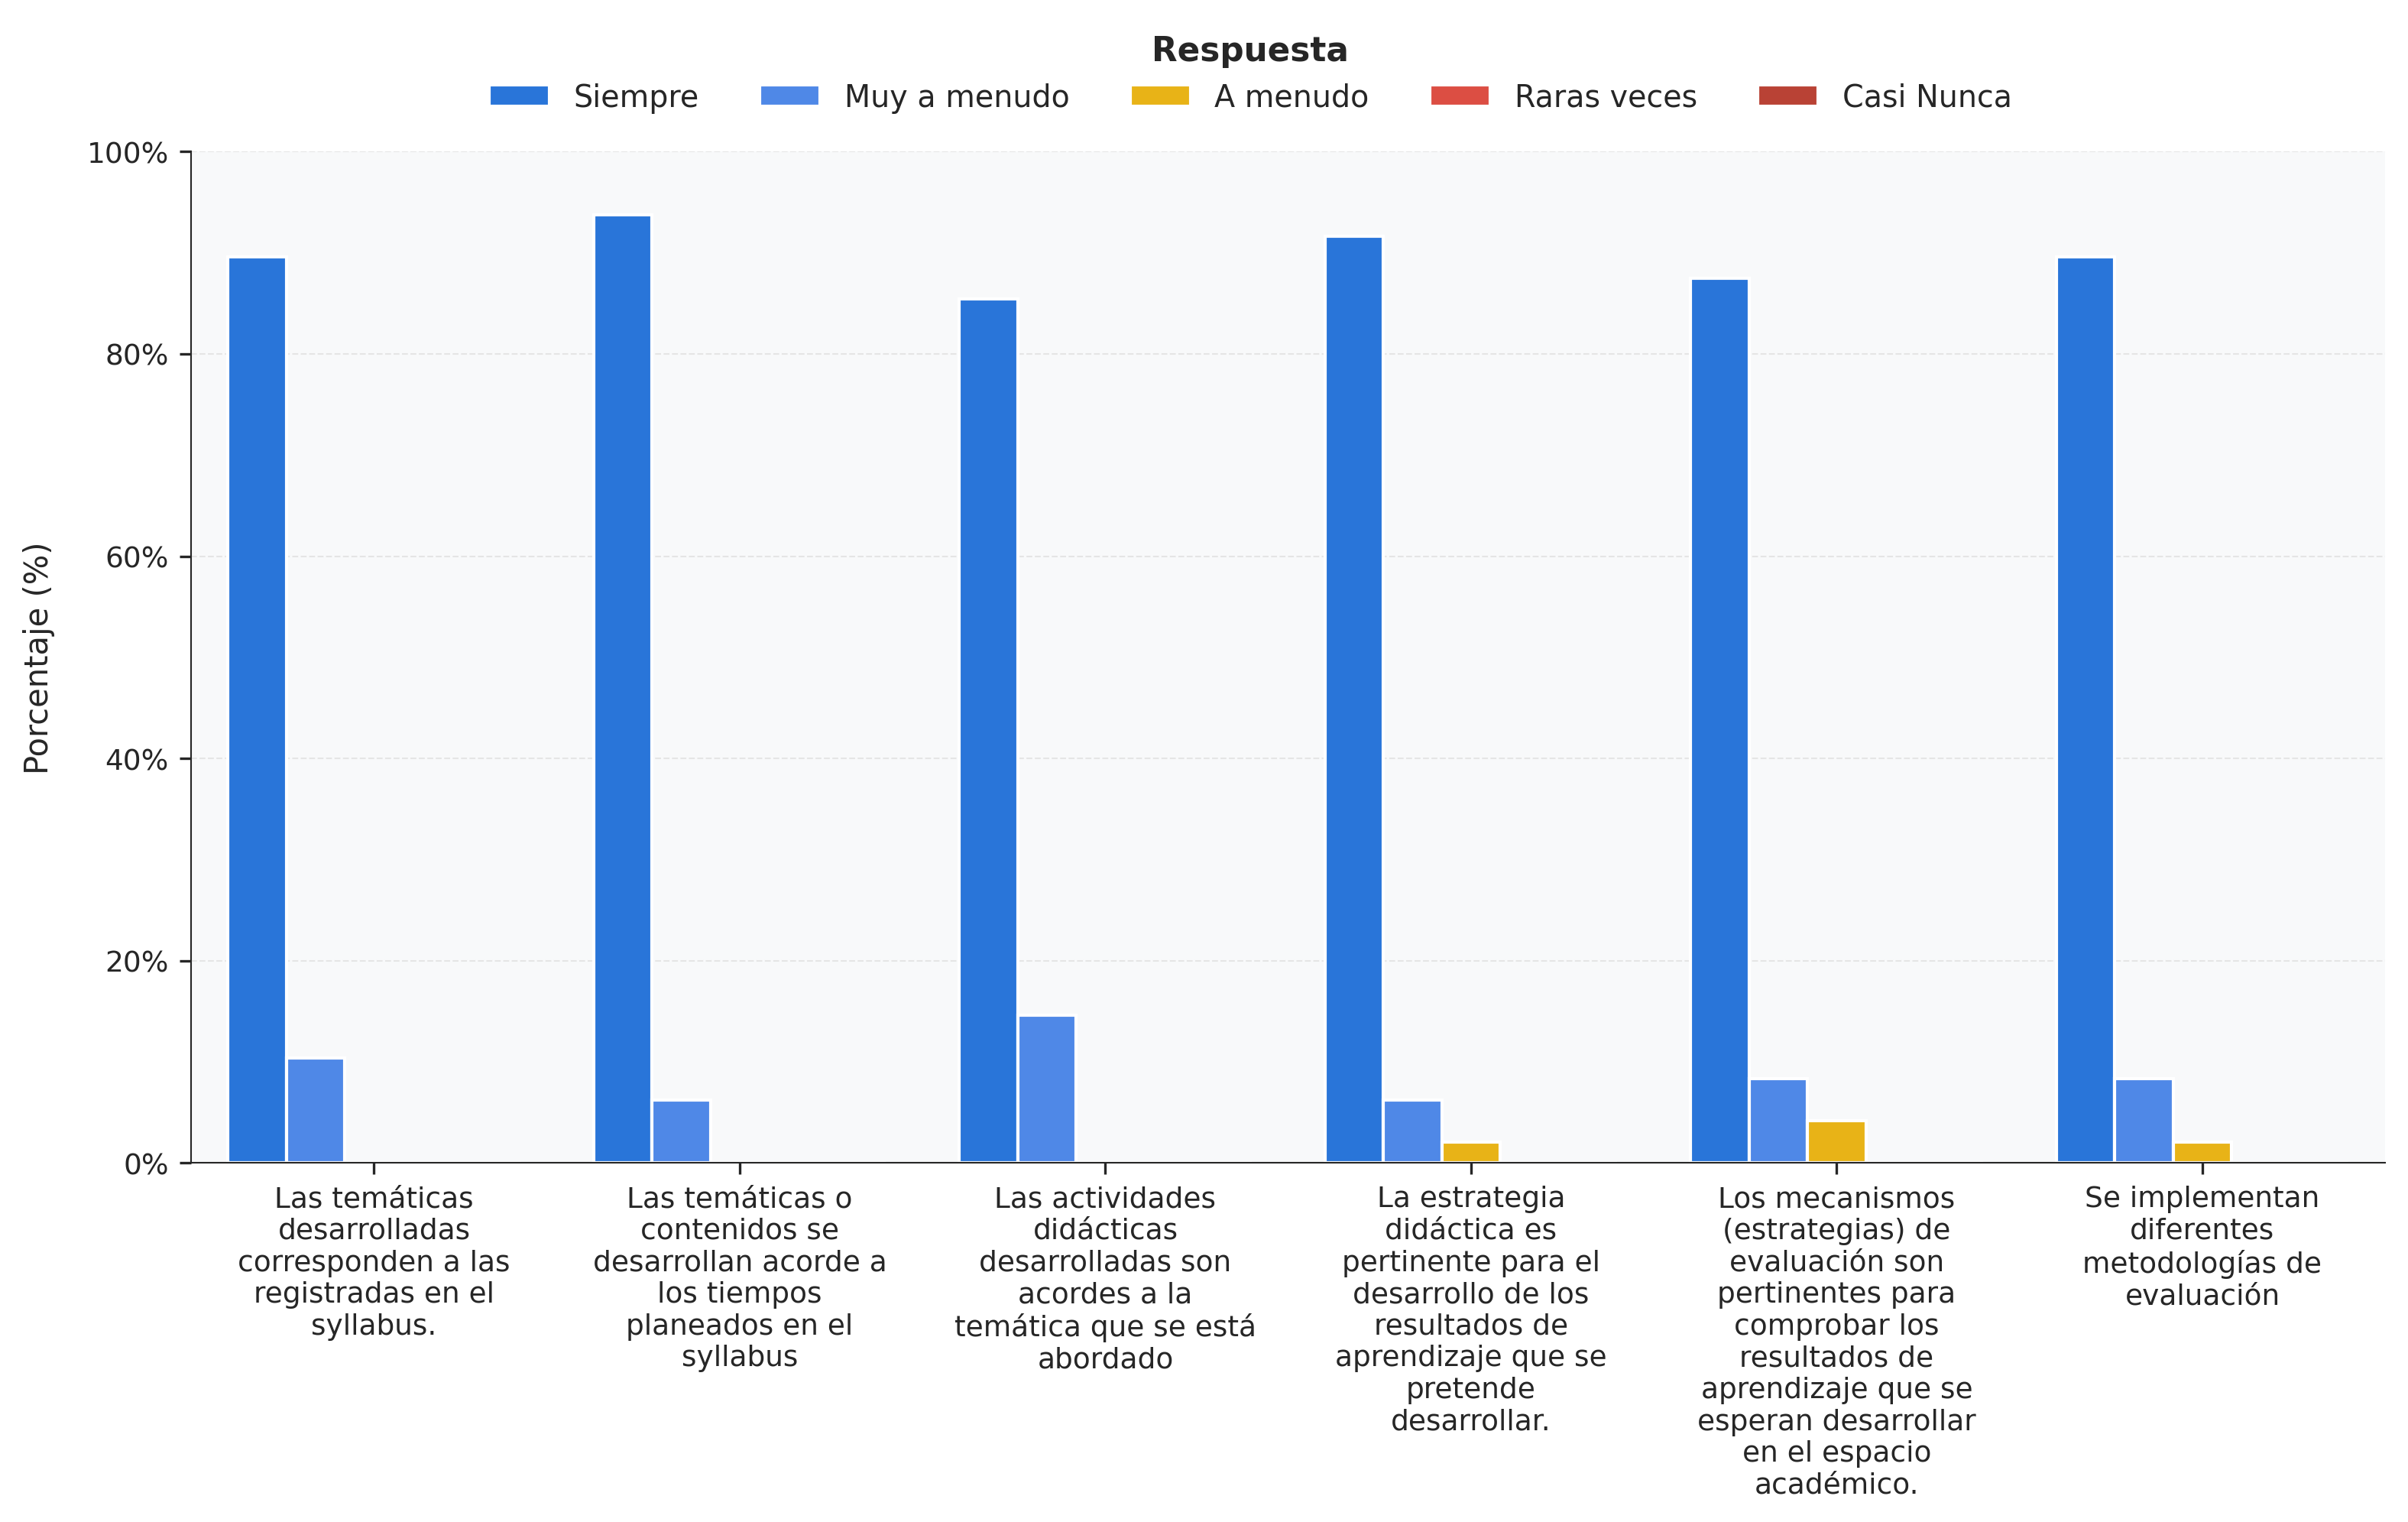 Respuesta
Siempre
Muy a menudo
A menudo
Raras veces
Casi Nunca
Porcentaje (%)
100%
80%
60%
40%
20%
0%
Las temáticas
desarrolladas
corresponden a las
registradas en el
syllabus.
Las temáticas o
contenidos se
desarrollan acorde a
los tiempos
planeados en el
syllabus
Las actividades
didácticas
desarrolladas son
acordes a la
temática que se está
abordado
La estrategia
didáctica es
pertinente para el
desarrollo de los
resultados de
aprendizaje que se
pretende
desarrollar.
Los mecanismos
(estrategias) de
evaluación son
pertinentes para
comprobar los
resultados de
aprendizaje que se
esperan desarrollar
en el espacio
académico.
Se implementan
diferentes
metodologías de
evaluación